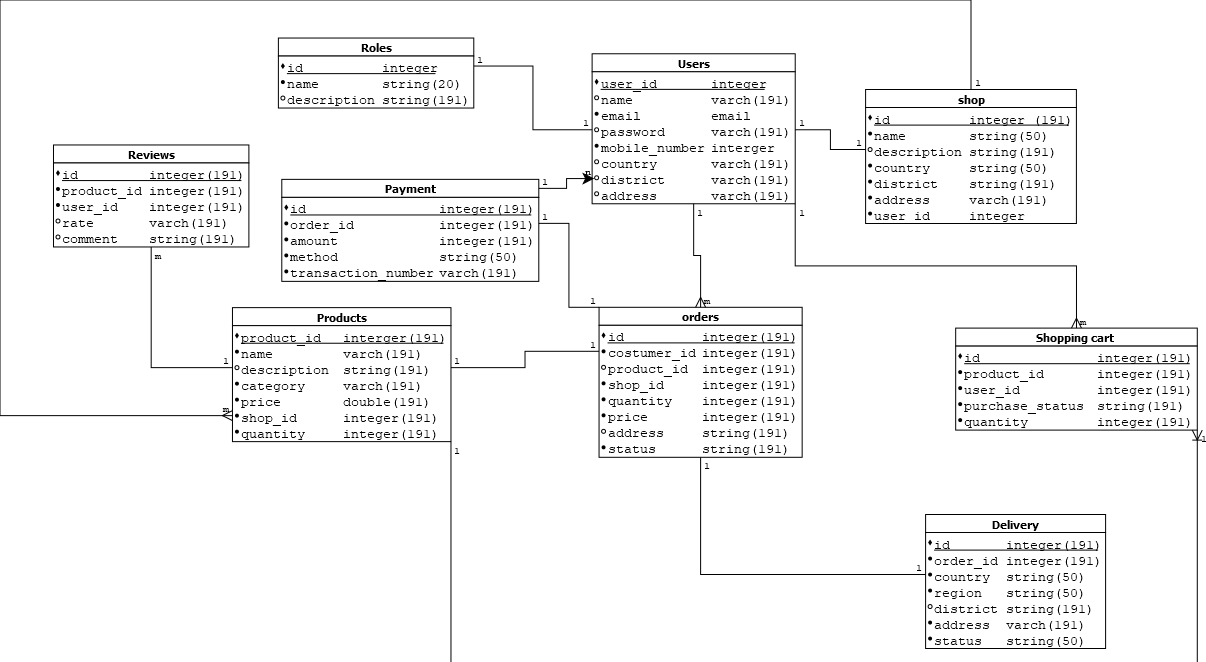 Roles
id integer
name string(20)
description string(191)
1
1
Users
user_id integer
name varch(191)
email email
password varch(191)
mobile_number interger
country varch(191)
district varch(191)
address varch(191)
1
1
1
1
m
1
shop
id integer (191)
name string(50)
description string(191)
country string(50)
district string(191)
address varch(191)
user_id integer
Reviews
id integer(191)
product_id integer(191)
user_id integer(191)
rate varch(191)
comment string(191)
m
Payment
id integer(191)
order_id integer(191)
amount integer(191)
method string(50)
transaction_number varch(191)
1
1
1
Products
product_id interger(191)
name varch(191)
description string(191)
category varch(191)
price double(191)
shop_id integer(191)
quantity integer(191)
1
m
1
1
orders
id integer(191)
costumer_id integer(191)
product_id integer(191)
shop_id integer(191)
quantity integer(191)
price integer(191)
address string(191)
status string(191)
m
1
1
Shopping cart
id integer(191)
product_id integer(191)
user_id integer(191)
purchase_status string(191)
quantity integer(191)
m
1
Delivery
id integer(191)
order_id integer(191)
country string(50)
region string(50)
district string(191)
address varch(191)
status string(50)
1